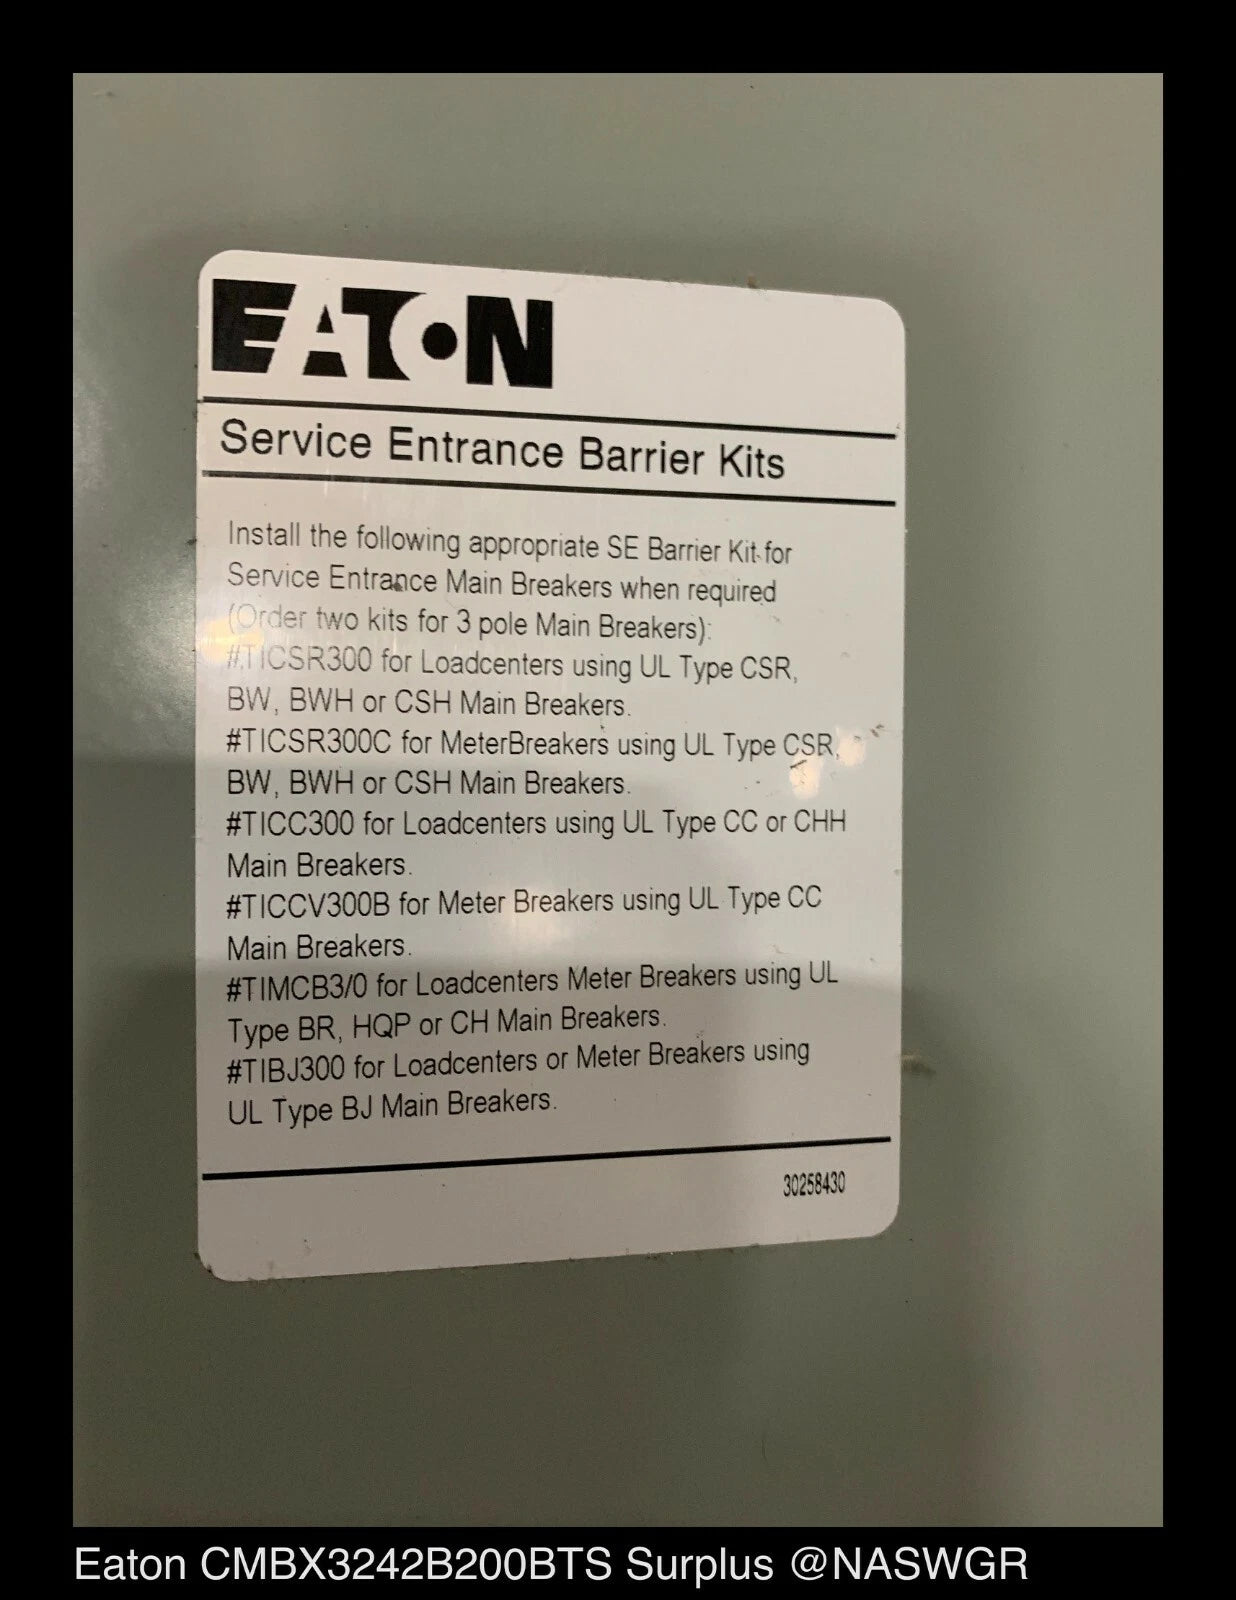 EATON
Service Entrance Barrier Kits
Install the following appropriate SE Barrier Kit for
Service Entrance Main Breakers when required
(Order two kits for 3 pole Main Breakers):
#TICSR300 for Loadcenters using UL Type CSR,
BW, BWH or CSH Main Breakers.
#TICSR300C for MeterBreakers using UL Type CSR,
BW, BWH or CSH Main Breakers.
#TICC300 for Loadcenters using UL Type CC or CHH
Main Breakers.
#TICCV300B for Meter Breakers using UL Type CC
Main Breakers.
#TIMCB3/0 for Loadcenters Meter Breakers using UL
Type BR, HQP or CH Main Breakers.
#TIBJ300 for Loadcenters or Meter Breakers using
UL Type BJ Main Breakers.
30258430
Eaton CMBX3242B200BTS Surplus @NASWGR